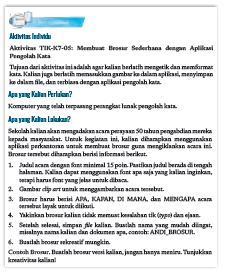 Aktivitas Individu
Aktivitas TIK-K7-05: Membuat Brosur Sederhana dengan Aplikasi
Pengolah Kata
Tujuan dari aktivitas ini adalah agar kalian berlatih mengetik dan memformat
kata. Kalian juga berlatih memasukkan gambar ke dalam aplikasi, menyimpan
ke dalam file, dan terbiasa dengan aplikasi pengolah kata.
Apa yang Kalian Perlukan?
Komputer yang telah terpasang perangkat lunak pengolah kata.
Apa yang Kalian Lakukan?
Sekolah kalian akan mengadakan acara perayaan 50 tahun pengabdian mereka
kepada masyarakat. Untuk kegiatan ini, kalian diharapkan menggunakan
aplikasi perkantoran untuk membuat brosur guna mengiklankan acara ini.
Brosur tersebut diharapkan berisi informasi berikut.
1. Judul acara dengan font minimal 15 poin. Pastikan judul berada di tengah
halaman. Kalian dapat menggunakan font apa saja yang kalian inginkan,
tetapi harus font yang jelas untuk dibaca.
2. Gambar clip art untuk menggambarkan acara tersebut.
3. Brosur harus berisi APA, KAPAN, DI MANA, dan MENGAPA acara
tersebut layak untuk diikuti.
4. Yakinkan brosur kalian tidak memuat kesalahan tik (typo) dan ejaan.
5. Setelah selesai, simpan file kalian. Buatlah nama yang mudah diingat,
misalnya nama kalian dan dokumen apa, contoh: ANDI_BROSUR.
6. Buatlah brosur sekreatif mungkin.
Contoh Brosur. Buatlah brosur versi kalian, jangan hanya meniru. Tunjukkan
kreativitas kalian!